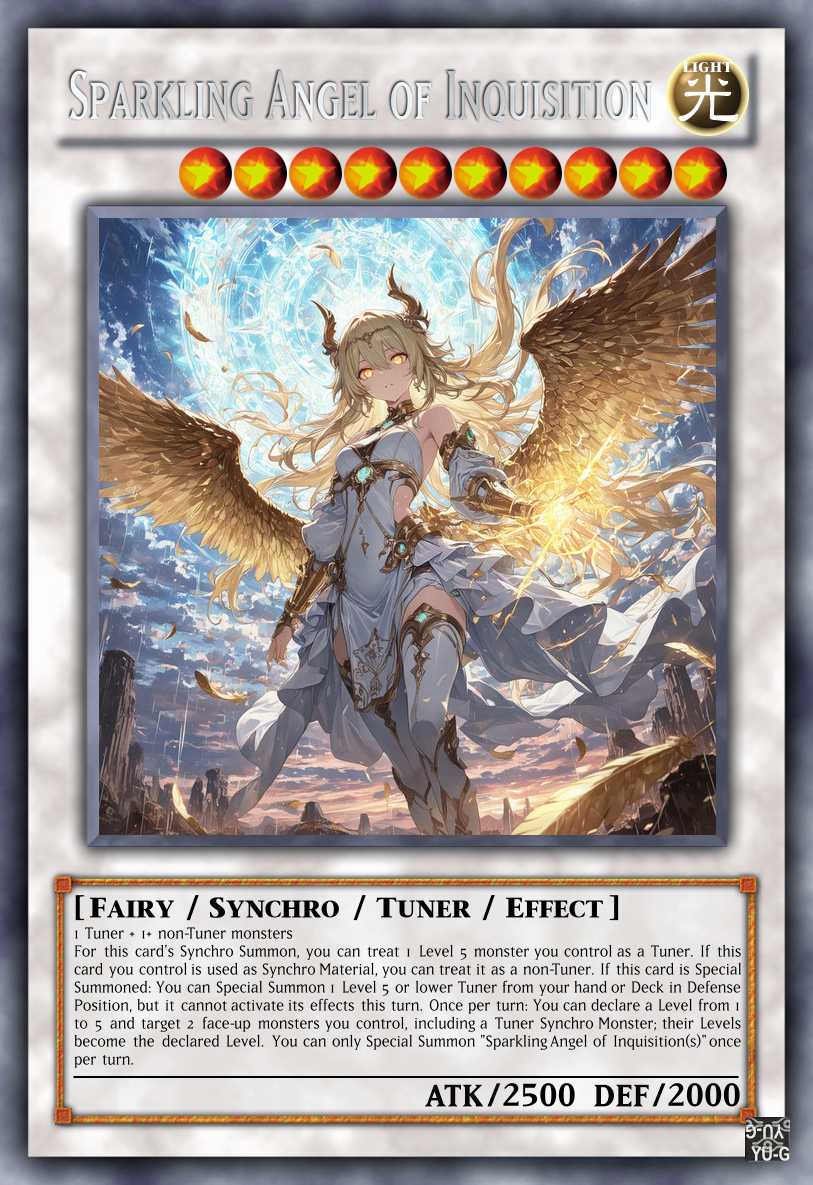 Sparkling Angel of Inquisition
LIGHT
光
[ Fairy / Synchro / Tuner / Effect ]
1 Tuner + 1+ non-Tuner monsters
For this card's Synchro Summon, you can treat 1 Level 5 monster you control as a Tuner. If this
card you control is used as Synchro Material, you can treat it as a non-Tuner. If this card is Special
Summoned: You can Special Summon 1 Level 5 or lower Tuner from your hand or Deck in Defense
Position, but it cannot activate its effects this turn. Once per turn: You can declare a Level from 1
to 5 and target 2 face-up monsters you control, including a Tuner Synchro Monster; their Levels
become the declared Level. You can only Special Summon "Sparkling Angel of Inquisition(s)" once
per turn.
ATK/2500 DEF/2000
YU-G
YU-G